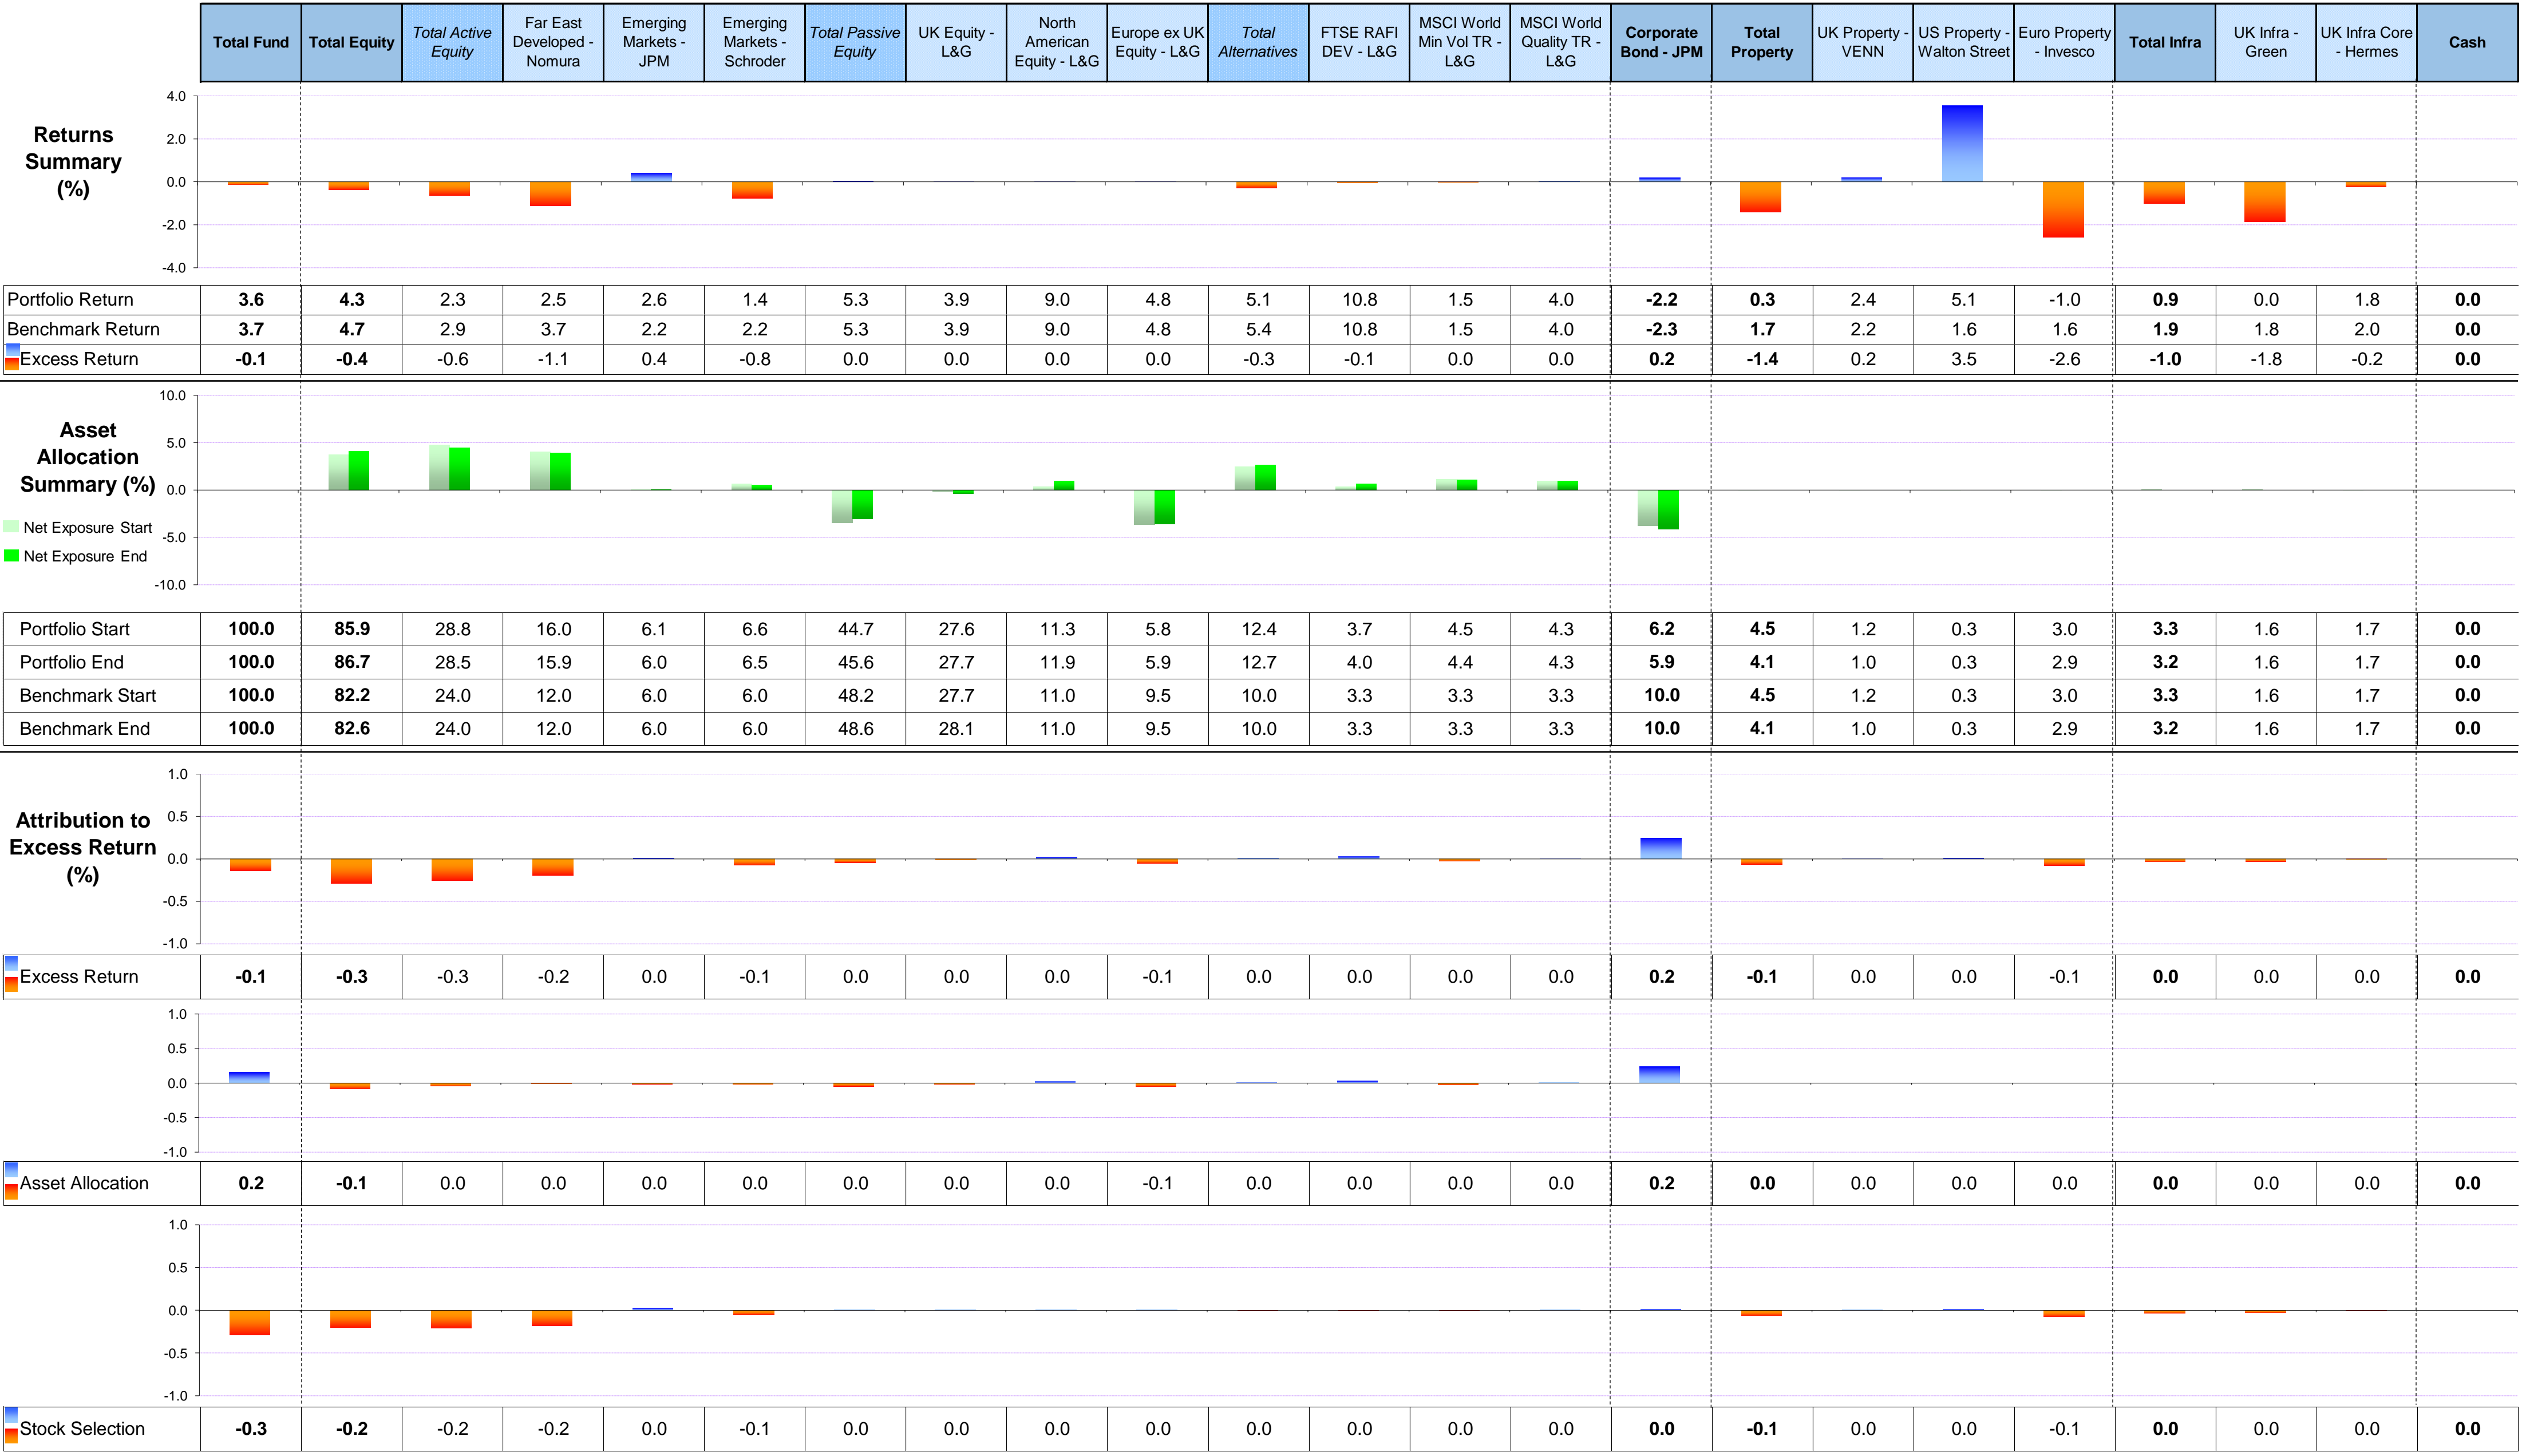 Total Fund | Total Equity | Total Active Equity | Far East Developed - Nomura | Emerging Markets - JPM | Emerging Markets - Schroder | Total Passive Equity | UK Equity - L&G | North American Equity - L&G | Europe ex UK Equity - L&G | Total Alternatives | FTSE RAFI DEV - L&G | MSCI World Min Vol TR - L&G | MSCI World Quality TR - L&G | Corporate Bond - JPM | Total Property | UK Property - VENN | US Property - Walton Street | Euro Property - Invesco | Total Infra | UK Infra - Green | UK Infra Core - Hermes | Cash
Returns
Summary
(%)
4.0
2.0
0.0
-2.0
-4.0
Portfolio Return | 3.6 | 4.3 | 2.3 | 2.5 | 2.6 | 1.4 | 5.3 | 3.9 | 9.0 | 4.8 | 5.1 | 10.8 | 1.5 | 4.0 | -2.2 | 0.3 | 2.4 | 5.1 | -1.0 | 0.9 | 0.0 | 1.8 | 0.0
Benchmark Return | 3.7 | 4.7 | 2.9 | 3.7 | 2.2 | 2.2 | 5.3 | 3.9 | 9.0 | 4.8 | 5.4 | 10.8 | 1.5 | 4.0 | -2.3 | 1.7 | 2.2 | 1.6 | 1.6 | 1.9 | 1.8 | 2.0 | 0.0
Excess Return | -0.1 | -0.4 | -0.6 | -1.1 | 0.4 | -0.8 | 0.0 | 0.0 | 0.0 | 0.0 | -0.3 | -0.1 | 0.0 | 0.0 | 0.2 | -1.4 | 0.2 | 3.5 | -2.6 | -1.0 | -1.8 | -0.2 | 0.0
Asset
Allocation
Summary (%)
Net Exposure Start
Net Exposure End
10.0
5.0
0.0
-5.0
-10.0
Portfolio Start | 100.0 | 85.9 | 28.8 | 16.0 | 6.1 | 6.6 | 44.7 | 27.6 | 11.3 | 5.8 | 12.4 | 3.7 | 4.5 | 4.3 | 6.2 | 4.5 | 1.2 | 0.3 | 3.0 | 3.3 | 1.6 | 1.7 | 0.0
Portfolio End | 100.0 | 86.7 | 28.5 | 15.9 | 6.0 | 6.5 | 45.6 | 27.7 | 11.9 | 5.9 | 12.7 | 4.0 | 4.4 | 4.3 | 5.9 | 4.1 | 1.0 | 0.3 | 2.9 | 3.2 | 1.6 | 1.7 | 0.0
Benchmark Start | 100.0 | 82.2 | 24.0 | 12.0 | 6.0 | 6.0 | 48.2 | 27.7 | 11.0 | 9.5 | 10.0 | 3.3 | 3.3 | 3.3 | 10.0 | 4.5 | 1.2 | 0.3 | 3.0 | 3.3 | 1.6 | 1.7 | 0.0
Benchmark End | 100.0 | 82.6 | 24.0 | 12.0 | 6.0 | 6.0 | 48.6 | 28.1 | 11.0 | 9.5 | 10.0 | 3.3 | 3.3 | 3.3 | 10.0 | 4.1 | 1.0 | 0.3 | 2.9 | 3.2 | 1.6 | 1.7 | 0.0
Attribution to
Excess Return
(%)
1.0
0.5
0.0
-0.5
-1.0
Excess Return | -0.1 | -0.3 | -0.3 | -0.2 | 0.0 | -0.1 | 0.0 | 0.0 | 0.0 | -0.1 | 0.0 | 0.0 | 0.0 | 0.0 | 0.2 | -0.1 | 0.0 | 0.0 | -0.1 | 0.0 | 0.0 | 0.0 | 0.0
1.0
0.5
0.0
-0.5
-1.0
Asset Allocation | 0.2 | -0.1 | 0.0 | 0.0 | 0.0 | 0.0 | 0.0 | 0.0 | 0.0 | -0.1 | 0.0 | 0.0 | 0.0 | 0.0 | 0.2 | 0.0 | 0.0 | 0.0 | 0.0 | 0.0 | 0.0 | 0.0 | 0.0
1.0
0.5
0.0
-0.5
-1.0
Stock Selection | -0.3 | -0.2 | -0.2 | -0.2 | 0.0 | -0.1 | 0.0 | 0.0 | 0.0 | 0.0 | 0.0 | 0.0 | 0.0 | 0.0 | 0.0 | -0.1 | 0.0 | 0.0 | -0.1 | 0.0 | 0.0 | 0.0 | 0.0